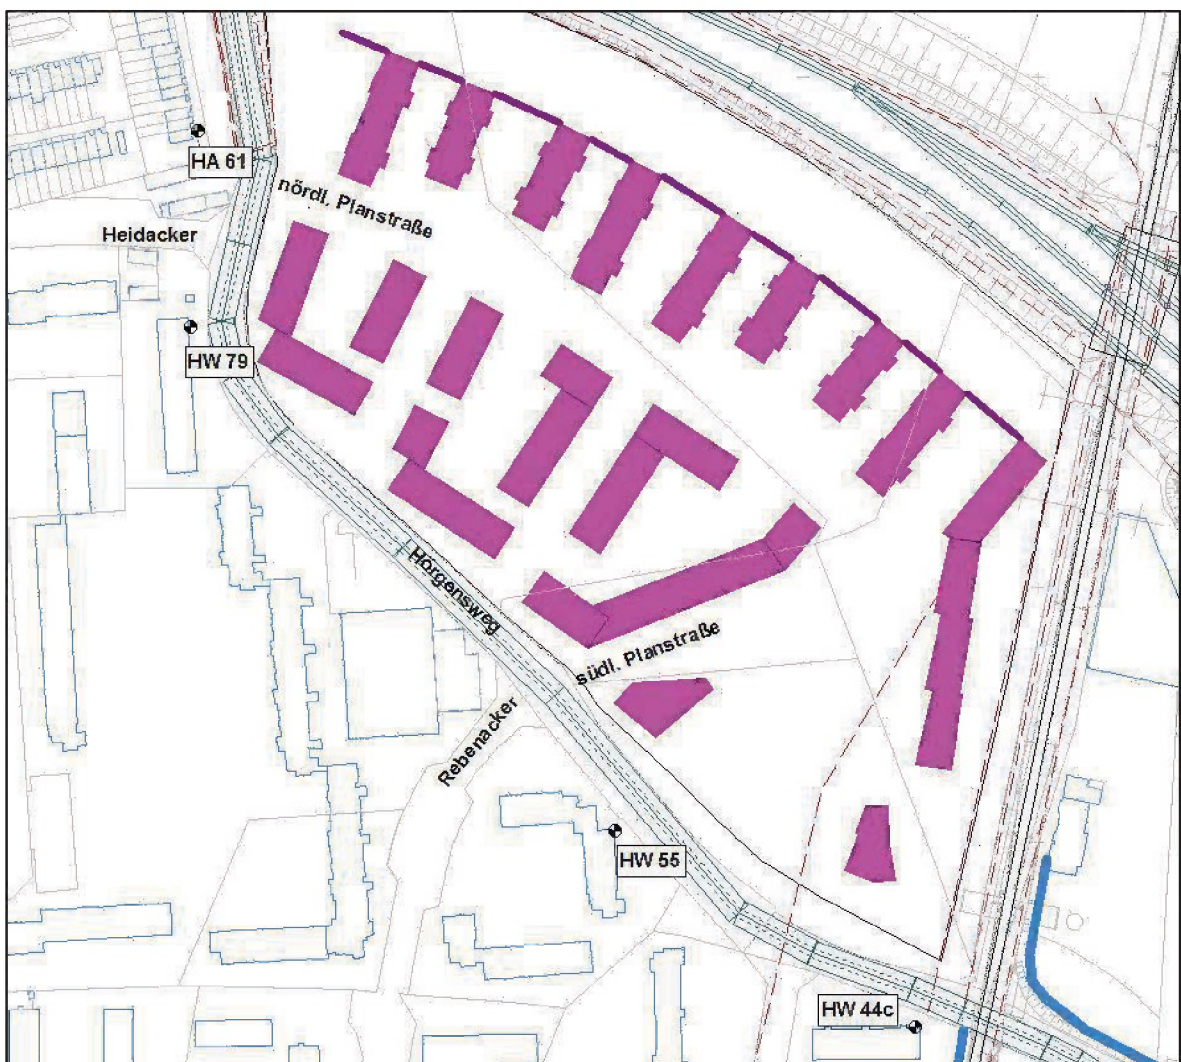 HA 61
nördl. Planstraße
Heidacker
HW 79
Hörgensweg
südl. Planstraße
Rebenacker
HW 55
HW 44c